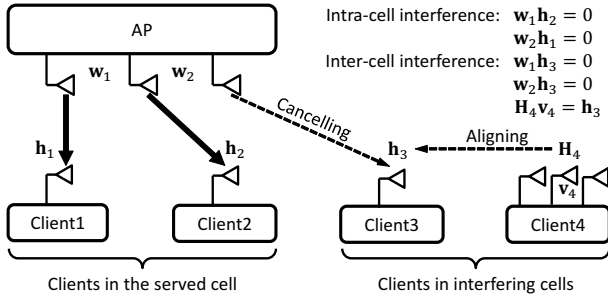 AP
Intra-cell interference: w₁h₂ = 0
w₂h₁ = 0
Inter-cell interference: w₁h₃ = 0
w₂h₃ = 0
H₄v₄ = h₃
w₁ w₂
Cancelling
Aligning
h₁ h₂ h₃ H₄
v₄
Client1 Client2 Client3 Client4
Clients in the served cell Clients in interfering cells